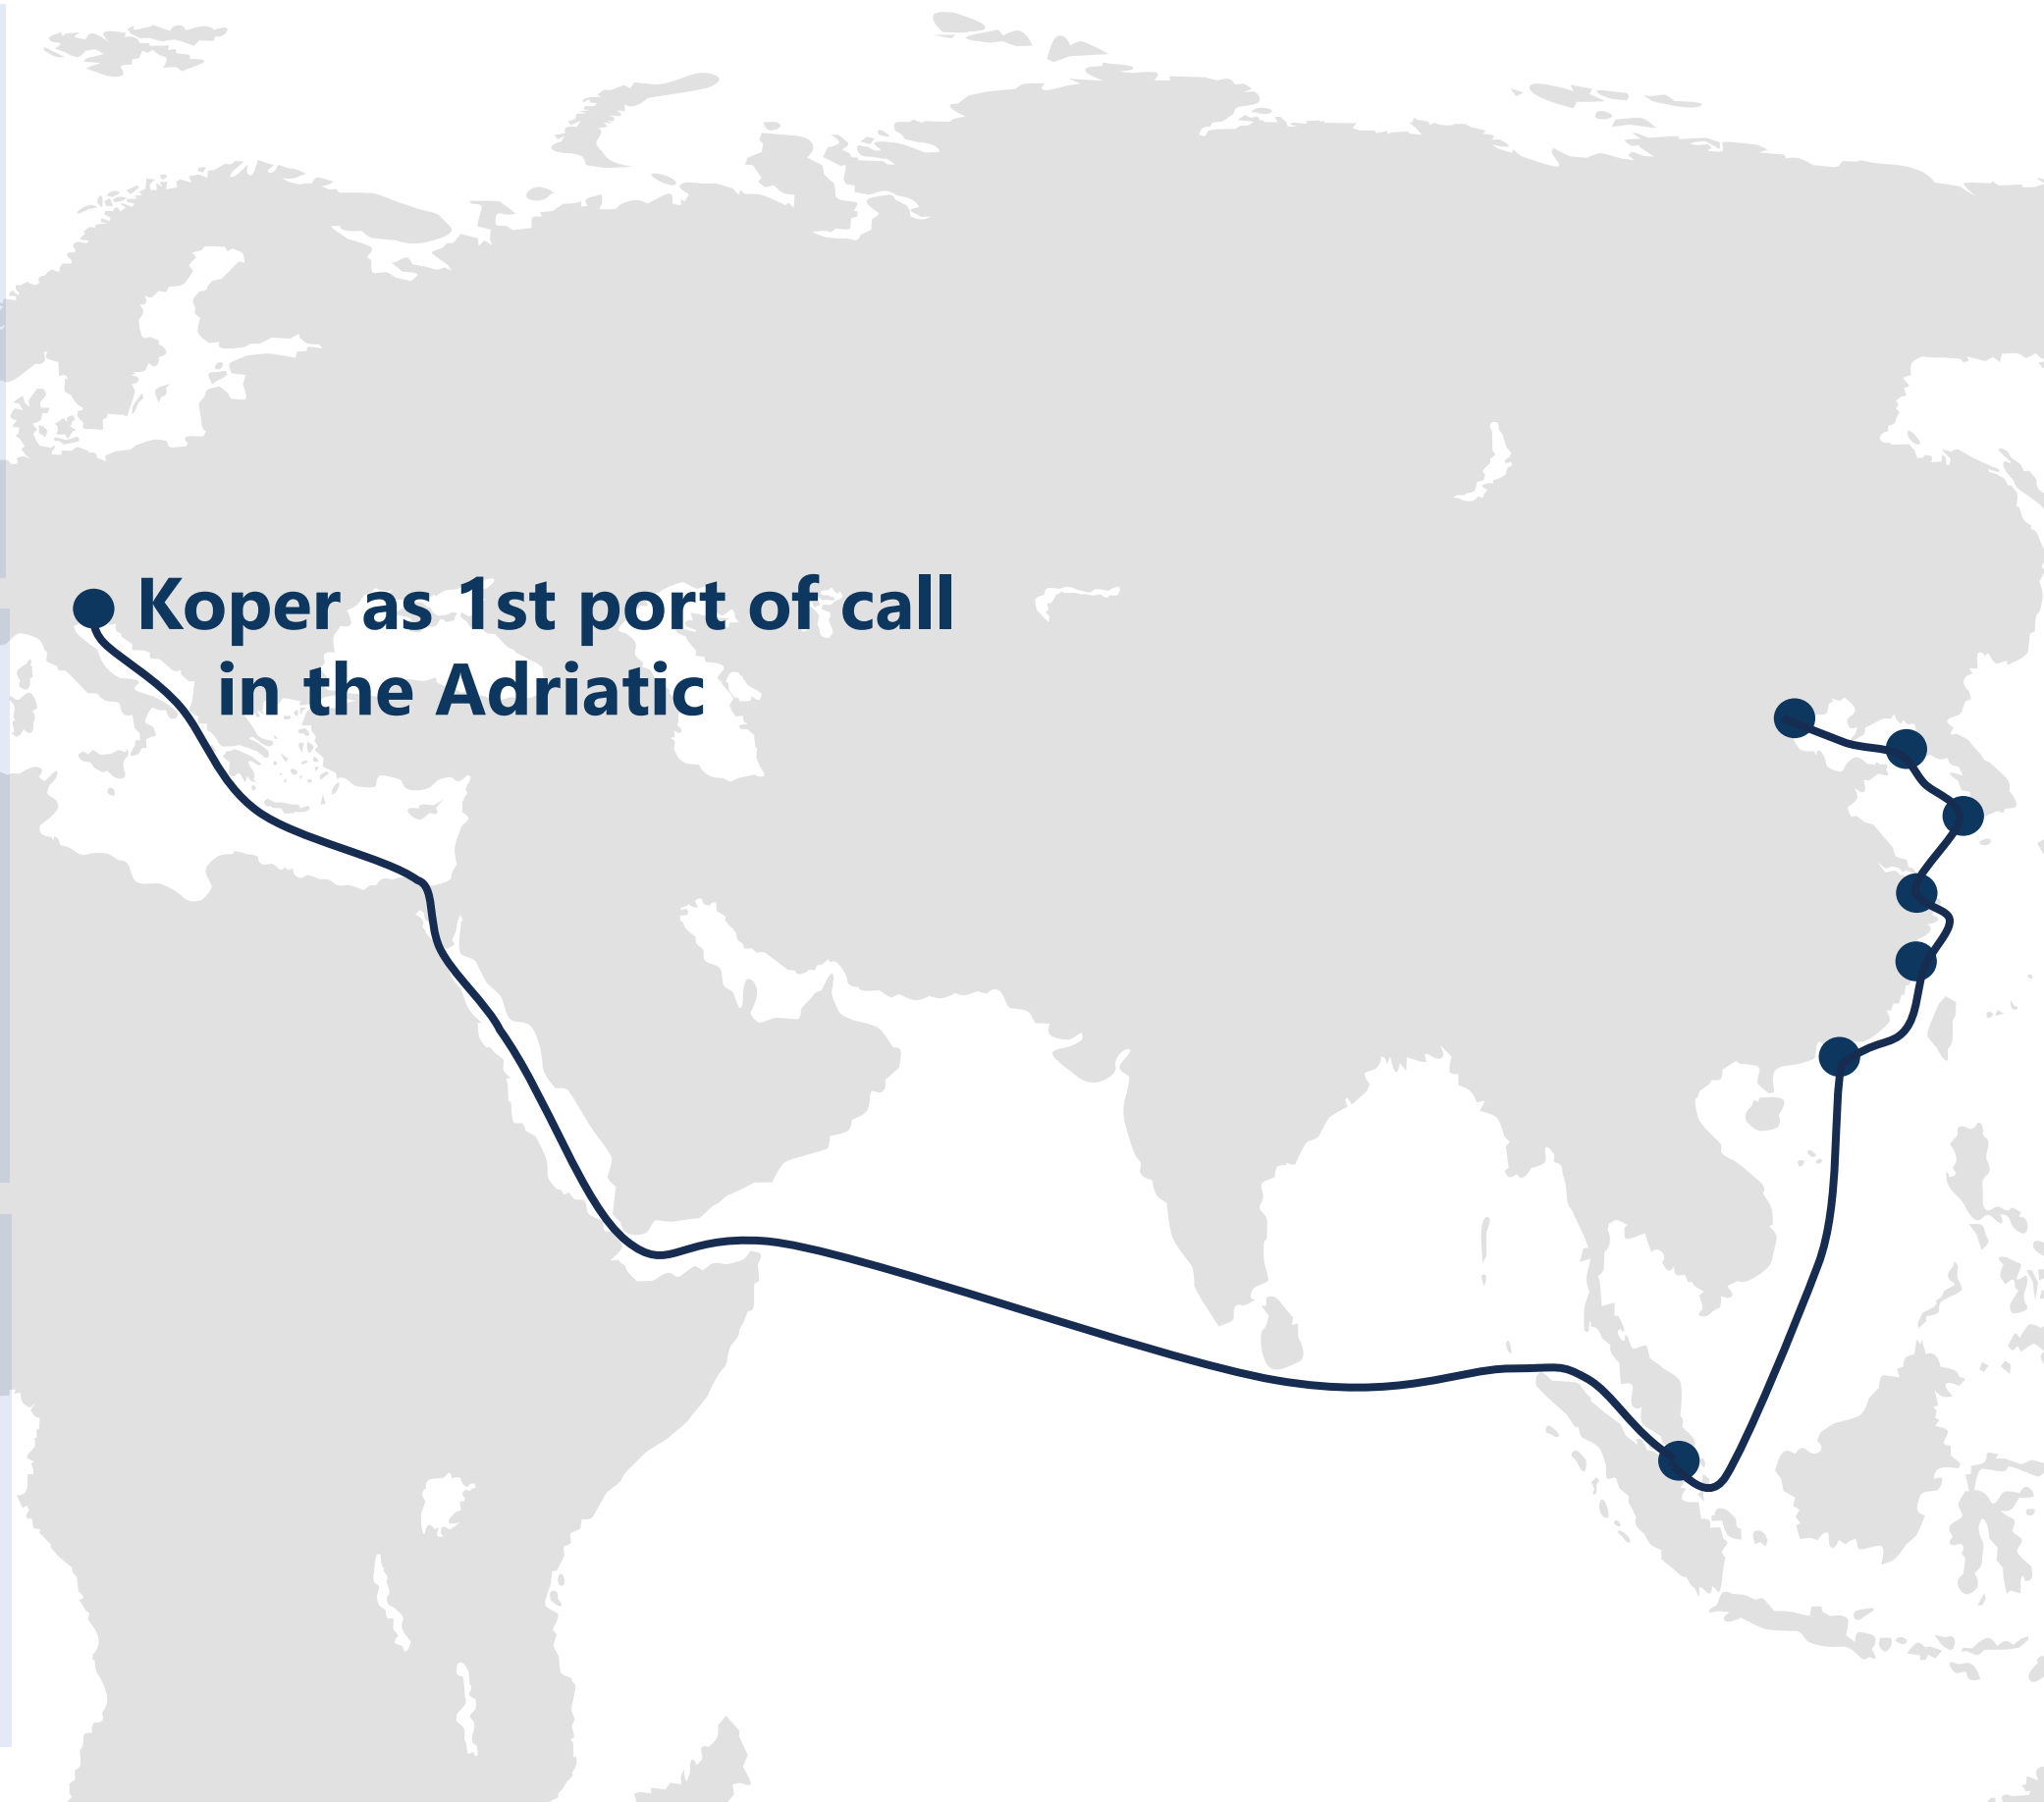 Koper as 1st port of call
in the Adriatic